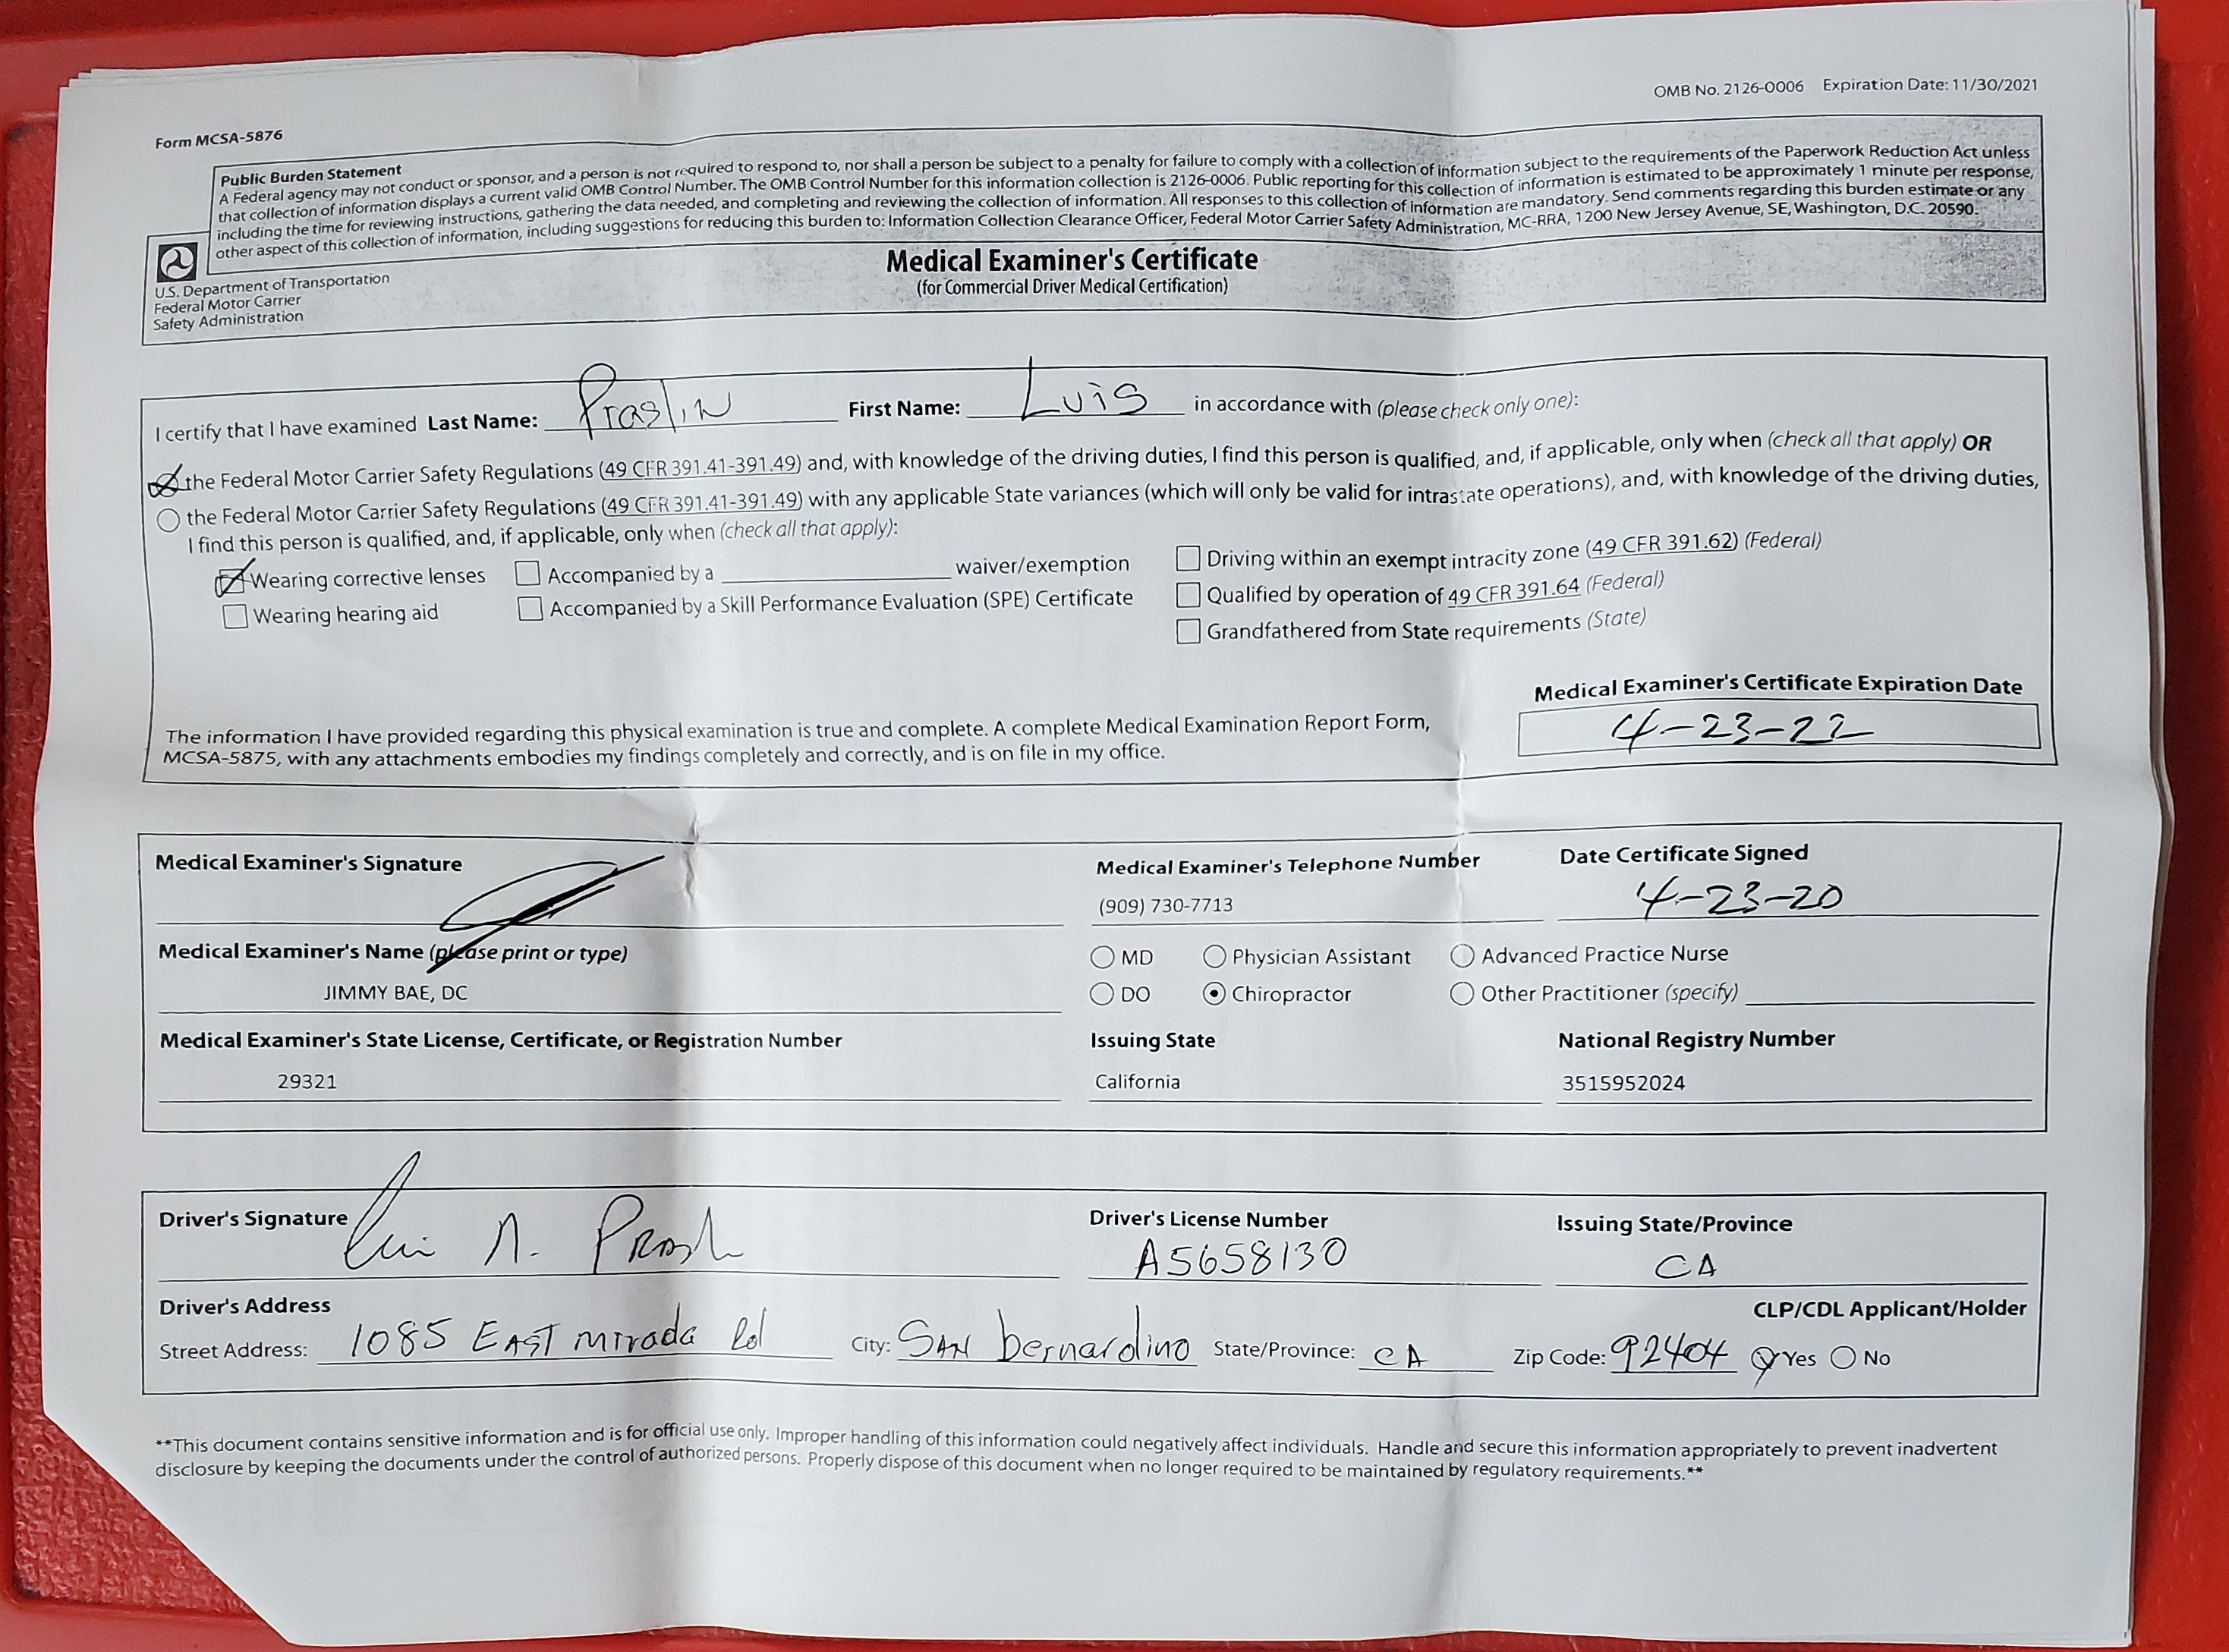 OMB No. 2126-0006 Expiration Date: 11/30/2021
Form MCSA-5876
Public Burden Statement
A Federal agency may not conduct or sponsor, and a person is not required to respond to, nor shall a person be subject to a penalty for failure to comply with a collection of information subject to the requirements of the Paperwork Reduction Act unless
that collection of information displays a current valid OMB Control Number. The OMB Control Number for this information collection is 2126-0006. Public reporting for this collection of information is estimated to be approximately 1 minute per response,
including the time for reviewing instructions, gathering the data needed, and completing and reviewing the collection of information. All responses to this collection of information are mandatory. Send comments regarding this burden estimate or any
other aspect of this collection of information, including suggestions for reducing this burden to: Information Collection Clearance Officer, Federal Motor Carrier Safety Administration, MC-RRA, 1200 New Jersey Avenue, SE, Washington, D.C. 20590.
U.S. Department of Transportation
Federal Motor Carrier
Safety Administration
Medical Examiner's Certificate
(for Commercial Driver Medical Certification)
I certify that I have examined Last Name: Praslin First Name: Luis in accordance with (please check only one):
the Federal Motor Carrier Safety Regulations (49 CFR 391.41-391.49) and, with knowledge of the driving duties, I find this person is qualified, and, if applicable, only when (check all that apply) OR
the Federal Motor Carrier Safety Regulations (49 CFR 391.41-391.49) with any applicable State variances (which will only be valid for intrastate operations), and, with knowledge of the driving duties,
I find this person is qualified, and, if applicable, only when (check all that apply):
Wearing corrective lenses Accompanied by a waiver/exemption Driving within an exempt intracity zone (49 CFR 391.62) (Federal)
Wearing hearing aid Accompanied by a Skill Performance Evaluation (SPE) Certificate Qualified by operation of 49 CFR 391.64 (Federal)
Grandfathered from State requirements (State)
Medical Examiner's Certificate Expiration Date
4-23-22
The information I have provided regarding this physical examination is true and complete. A complete Medical Examination Report Form,
MCSA-5875, with any attachments embodies my findings completely and correctly, and is on file in my office.
Medical Examiner's Signature Medical Examiner's Telephone Number Date Certificate Signed
(909) 730-7713 4-23-20
Medical Examiner's Name (please print or type) MD Physician Assistant Advanced Practice Nurse
JIMMY BAE, DC DO Chiropractor Other Practitioner (specify)
Medical Examiner's State License, Certificate, or Registration Number Issuing State National Registry Number
29321 California 3515952024
Driver's Signature Driver's License Number Issuing State/Province
A5658130 CA
Driver's Address CLP/CDL Applicant/Holder
Street Address: 1085 EAST Mirada Rd City: SAN bernardino State/Province: CA Zip Code: 92404 Yes No
**This document contains sensitive information and is for official use only. Improper handling of this information could negatively affect individuals. Handle and secure this information appropriately to prevent inadvertent
disclosure by keeping the documents under the control of authorized persons. Properly dispose of this document when no longer required to be maintained by regulatory requirements.**